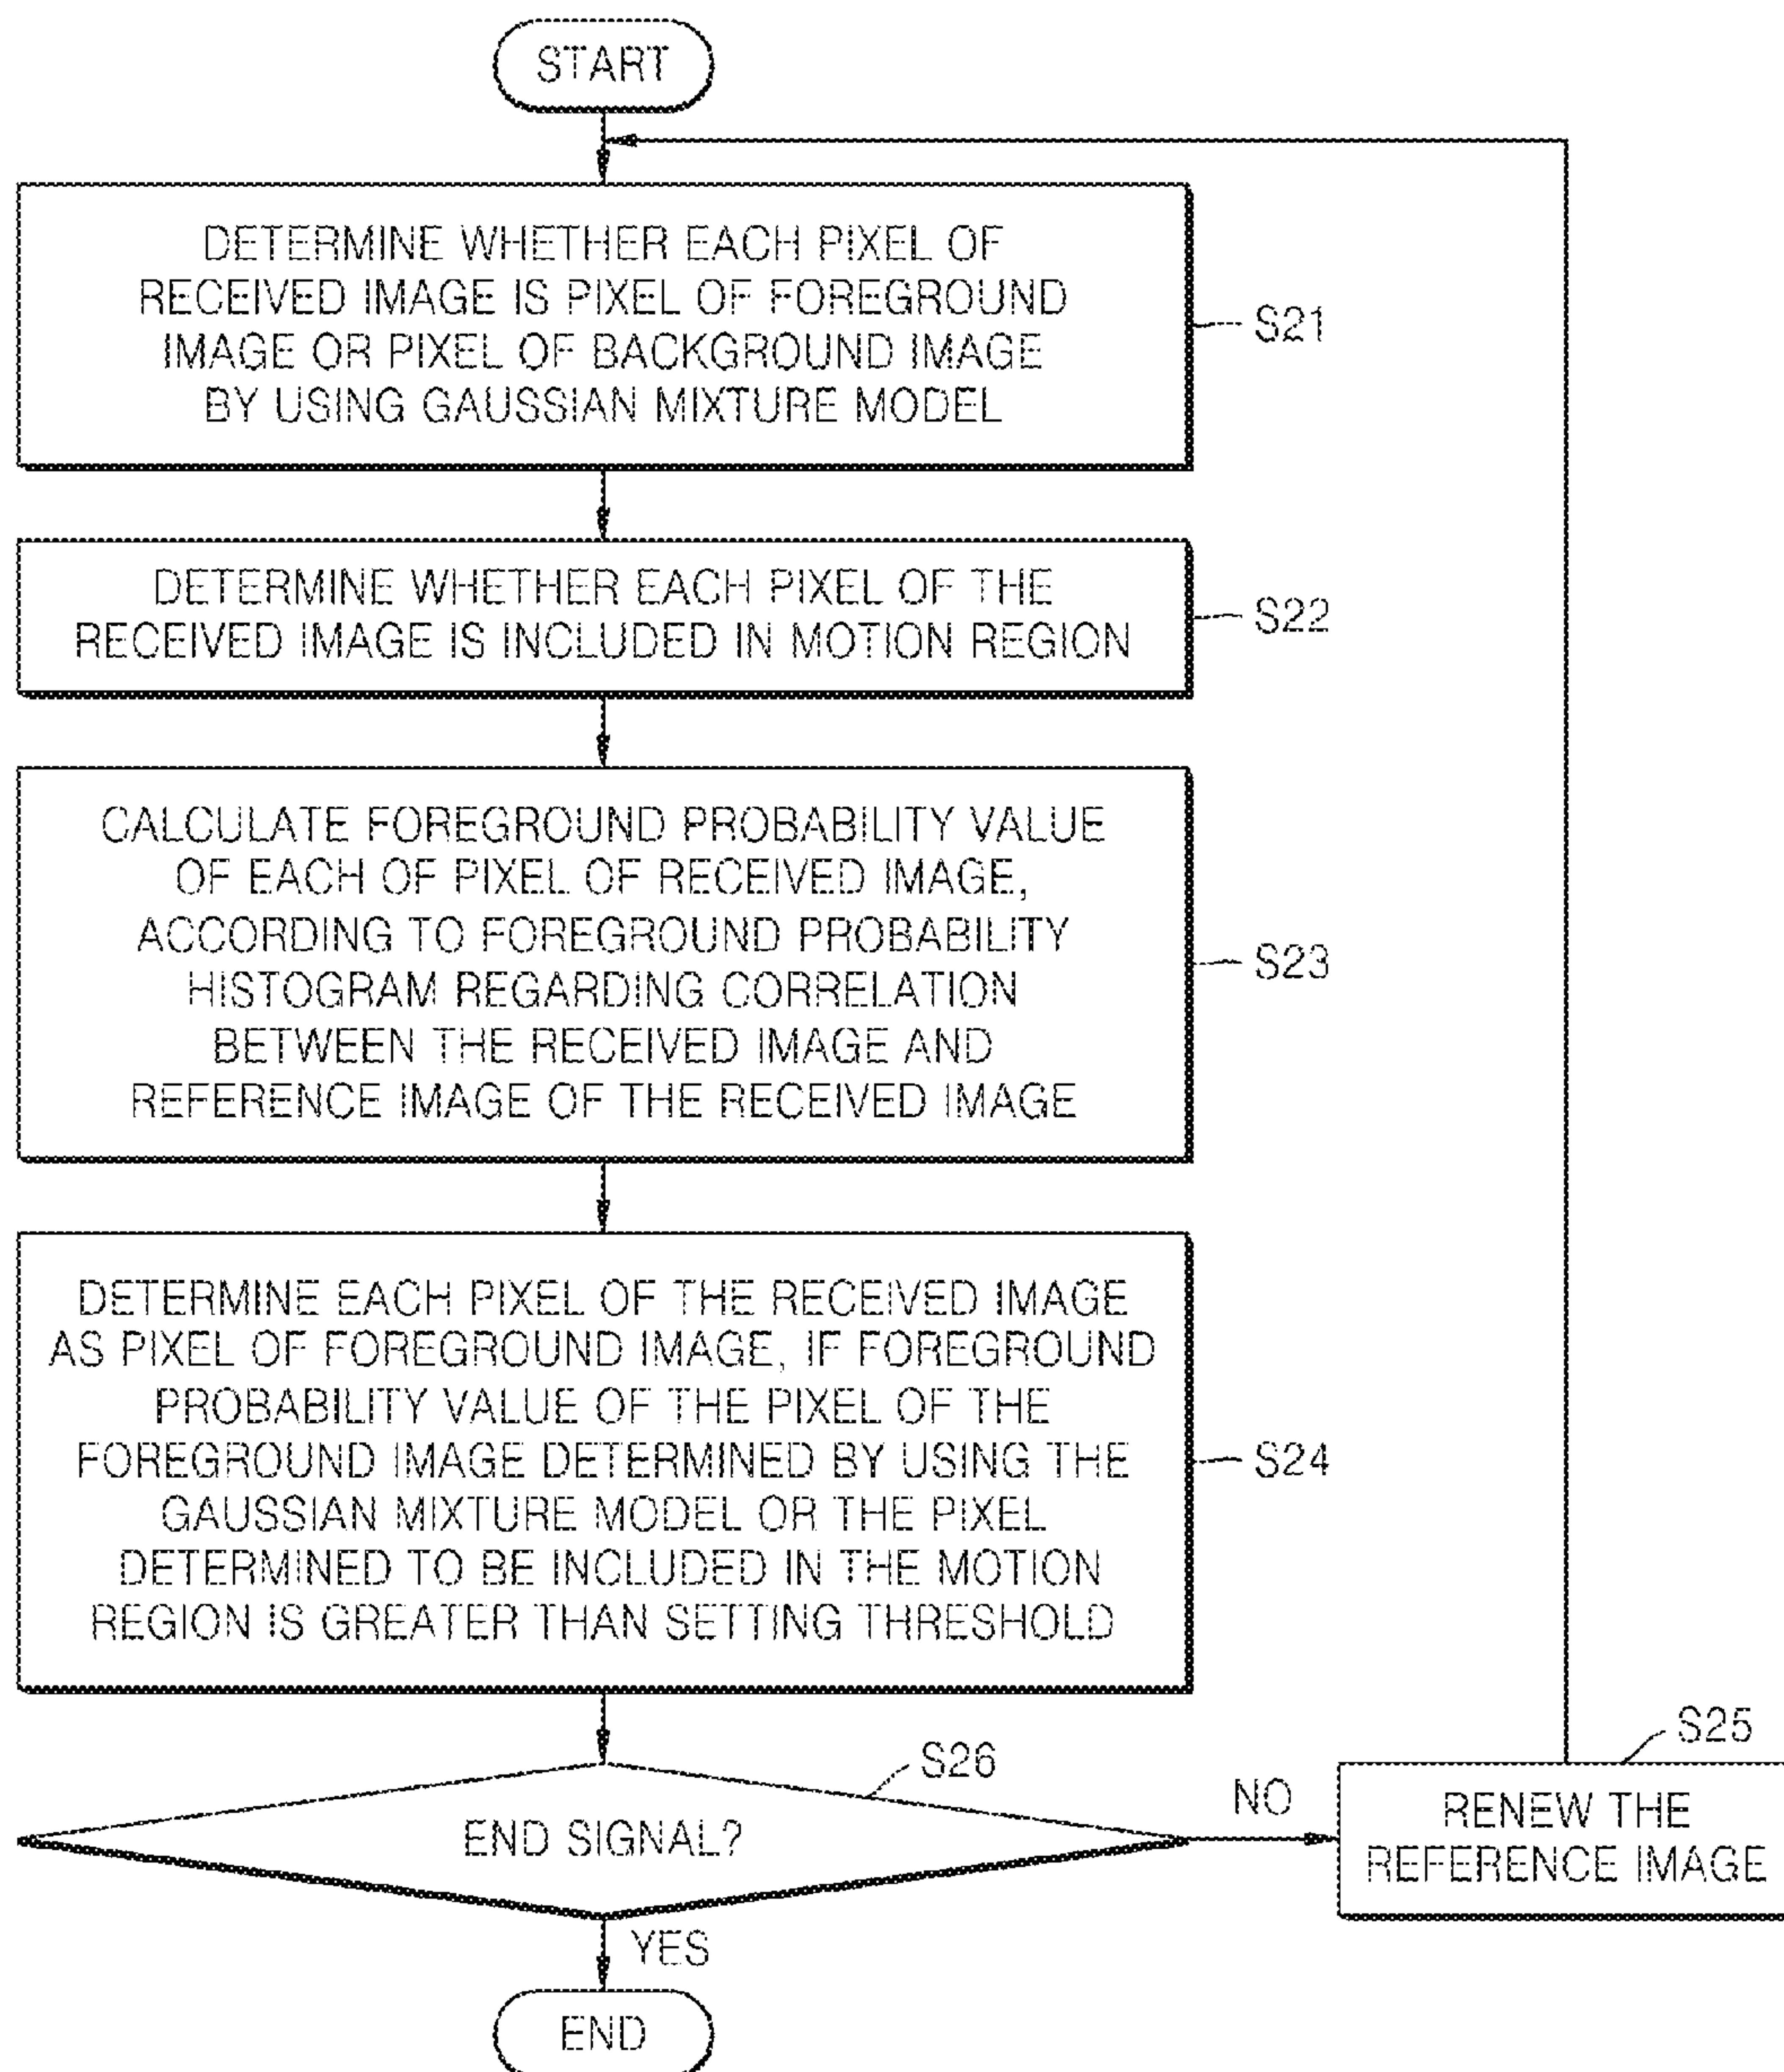 START
DETERMINE WHETHER EACH PIXEL OF
RECEIVED IMAGE IS PIXEL OF FOREGROUND
IMAGE OR PIXEL OF BACKGROUND IMAGE
BY USING GAUSSIAN MIXTURE MODEL
S21
DETERMINE WHETHER EACH PIXEL OF THE
RECEIVED IMAGE IS INCLUDED IN MOTION REGION
S22
CALCULATE FOREGROUND PROBABILITY VALUE
OF EACH OF PIXEL OF RECEIVED IMAGE,
ACCORDING TO FOREGROUND PROBABILITY
HISTOGRAM REGARDING CORRELATION
BETWEEN THE RECEIVED IMAGE AND
REFERENCE IMAGE OF THE RECEIVED IMAGE
S23
DETERMINE EACH PIXEL OF THE RECEIVED IMAGE
AS PIXEL OF FOREGROUND IMAGE, IF FOREGROUND
PROBABILITY VALUE OF THE PIXEL OF THE
FOREGROUND IMAGE DETERMINED BY USING THE
GAUSSIAN MIXTURE MODEL OR THE PIXEL
DETERMINED TO BE INCLUDED IN THE MOTION
REGION IS GREATER THAN SETTING THRESHOLD
S24
S26
END SIGNAL?
NO
S25
RENEW THE
REFERENCE IMAGE
YES
END